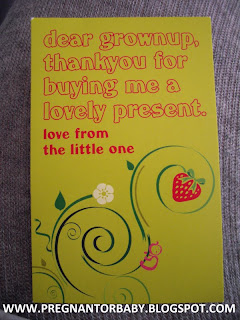 dear grownup,
thankyou for
buying me a
lovely present.
love from
the little one
WWW.PREGNANTORBABY.BLOGSPOT.COM